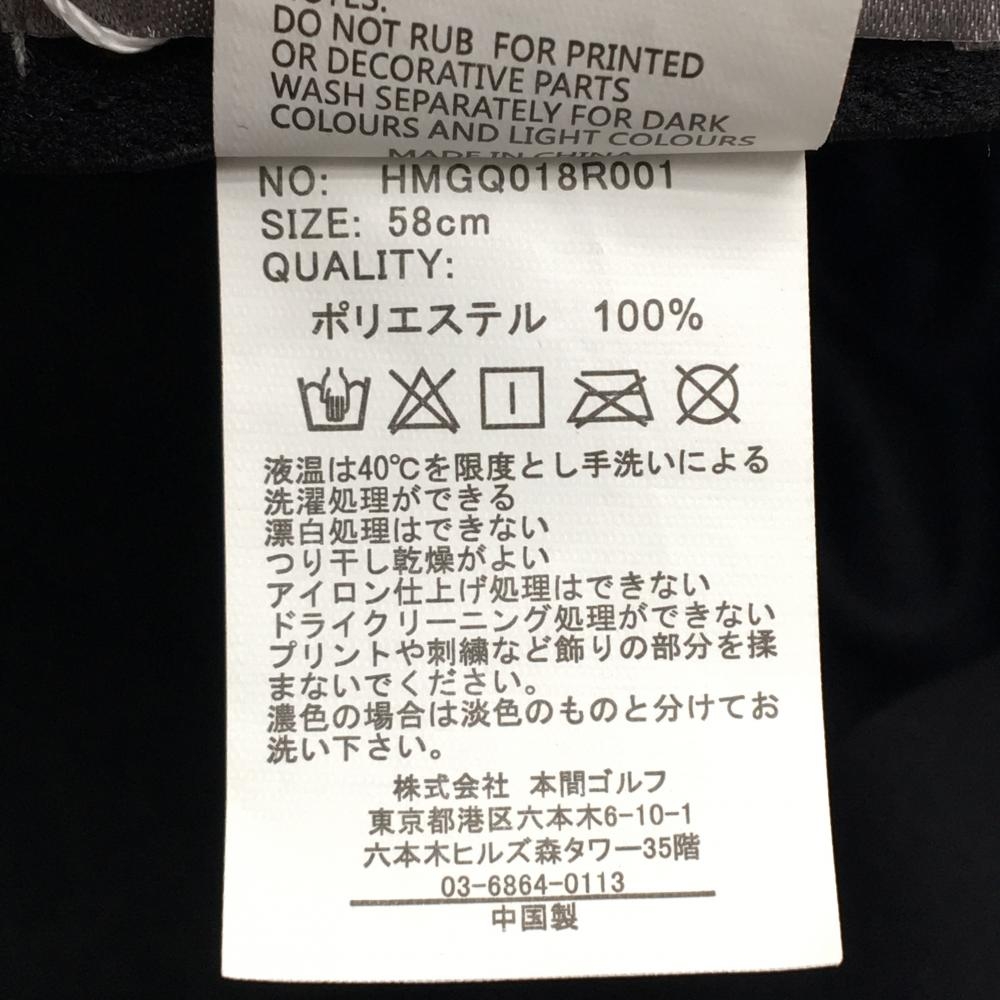 NOTES:
DO NOT RUB FOR PRINTED
OR DECORATIVE PARTS
WASH SEPARATELY FOR DARK
COLOURS AND LIGHT COLOURS
MADE IN CHINA
NO: HMGQ018R001
SIZE: 58cm
QUALITY:
ポリエステル 100%
液温は40℃を限度とし手洗いによる
洗濯処理ができる
漂白処理はできない
つり干し乾燥がよい
アイロン仕上げ処理はできない
ドライクリーニング処理ができない
プリントや刺繍など飾りの部分を揉
まないでください。
濃色の場合は淡色のものと分けてお
洗い下さい。
株式会社 本間ゴルフ
東京都港区六本木6-10-1
六本木ヒルズ森タワー35階
03-6864-0113
中国製